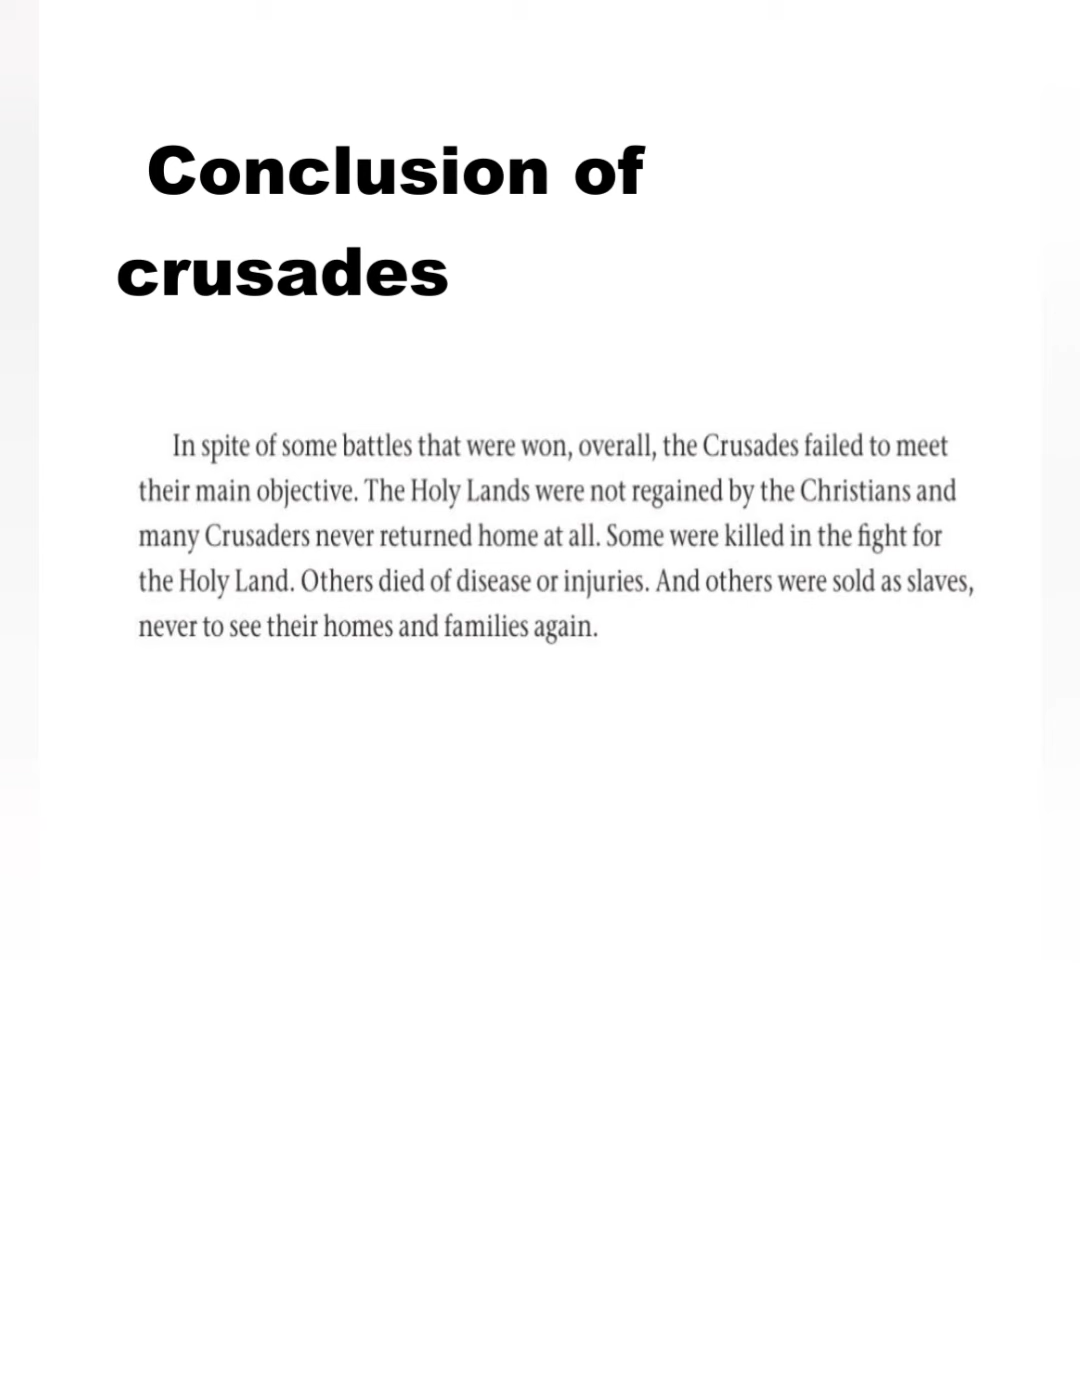 Conclusion of
crusades
In spite of some battles that were won, overall, the Crusades failed to meet
their main objective. The Holy Lands were not regained by the Christians and
many Crusaders never returned home at all. Some were killed in the fight for
the Holy Land. Others died of disease or injuries. And others were sold as slaves,
never to see their homes and families again.